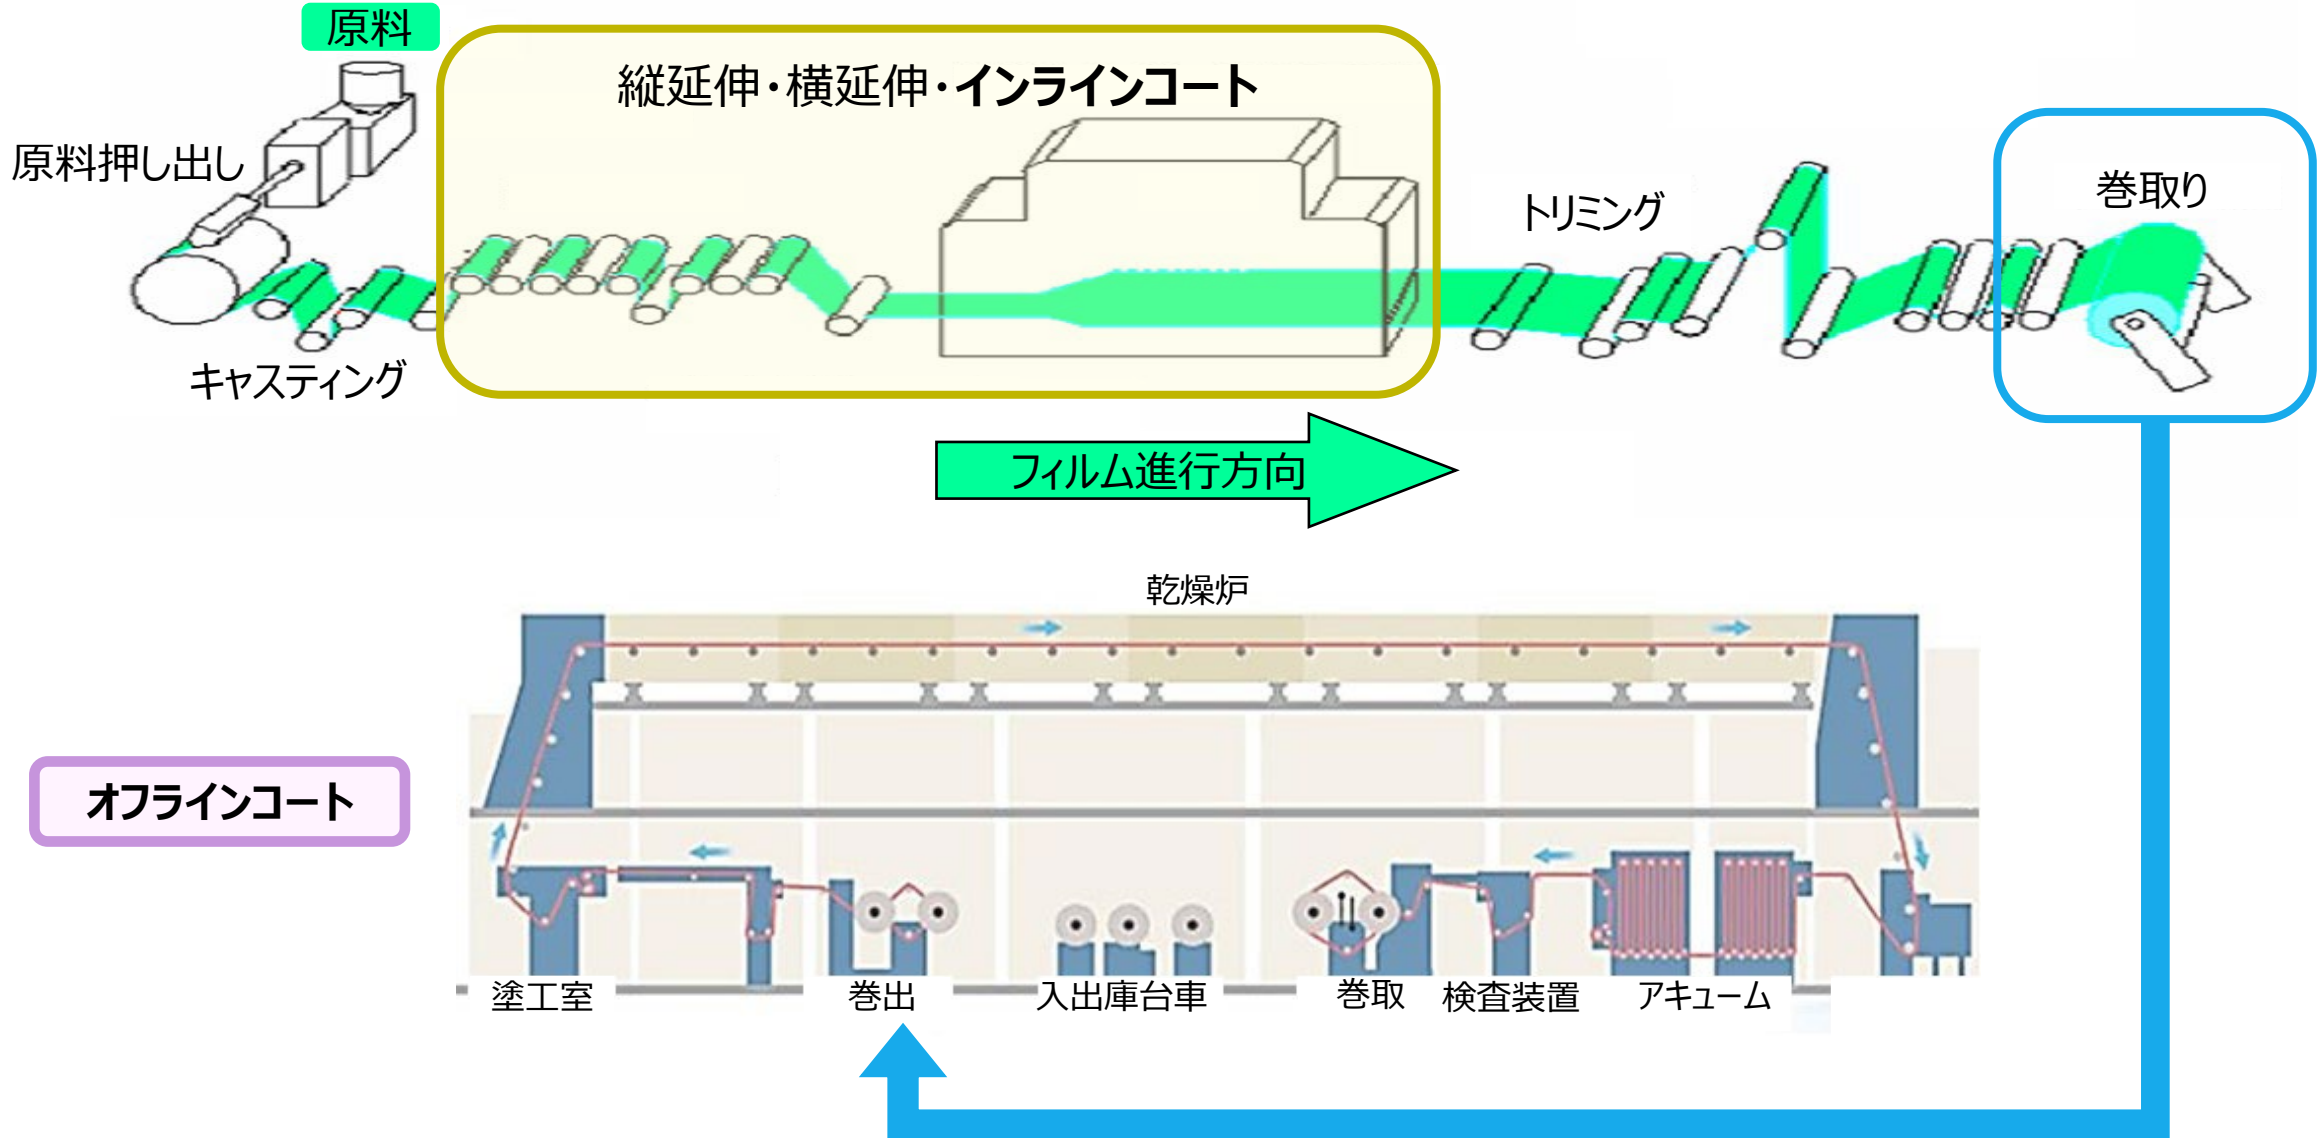 原料
縦延伸・横延伸・インラインコート
原料押し出し
巻取り
トリミング
キャスティング
フィルム進行方向
乾燥炉
オフラインコート
塗工室
巻出
入出庫台車
巻取
検査装置
アキューム